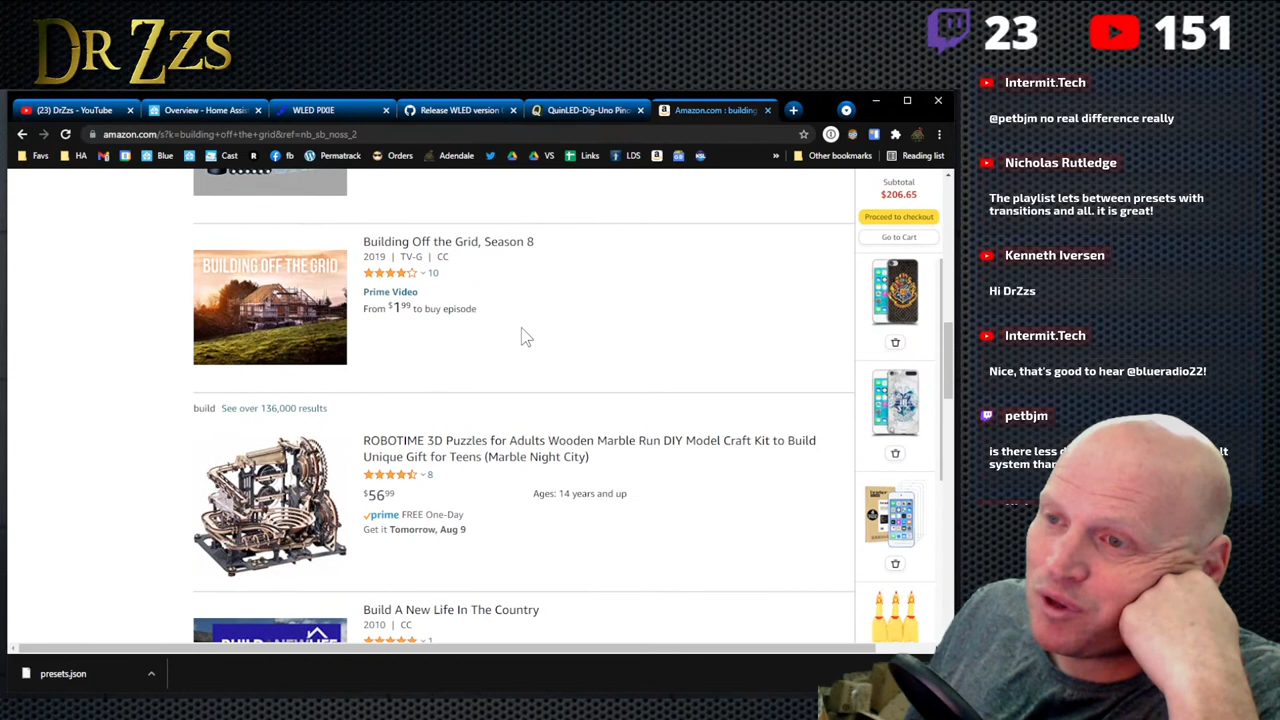 DR ZZS
23
151
(23) DrZzs - YouTube
Overview - Home Assis
WLED PIXIE
Release WLED version
QuinLED-Dig-Uno Pino
Amazon.com : building
amazon.com/s?k=building+off+the+grid&ref=nb_sb_noss_2
Favs
HA
Blue
Cast
fb
Permatrack
Orders
Adendale
VS
Links
LDS
KSL
Other bookmarks
Reading list
Subtotal
$206.65
Proceed to checkout
Go to Cart
BUILDING OFF THE GRID
Building Off the Grid, Season 8
2019 | TV-G | CC
10
Prime Video
From $1.99 to buy episode
build See over 136,000 results
ROBOTIME 3D Puzzles for Adults Wooden Marble Run DIY Model Craft Kit to Build
Unique Gift for Teens (Marble Night City)
8
$56.99
Ages: 14 years and up
prime FREE One-Day
Get it Tomorrow, Aug 9
Build A New Life In The Country
2010 | CC
1
presets.json
Intermit.Tech
@petbjm no real difference really
Nicholas Rutledge
The playlist lets between presets with
transitions and all. it is great!
Kenneth Iversen
Hi DrZzs
Intermit.Tech
Nice, that's good to hear @blueradio22!
petbjm
is there less
system than